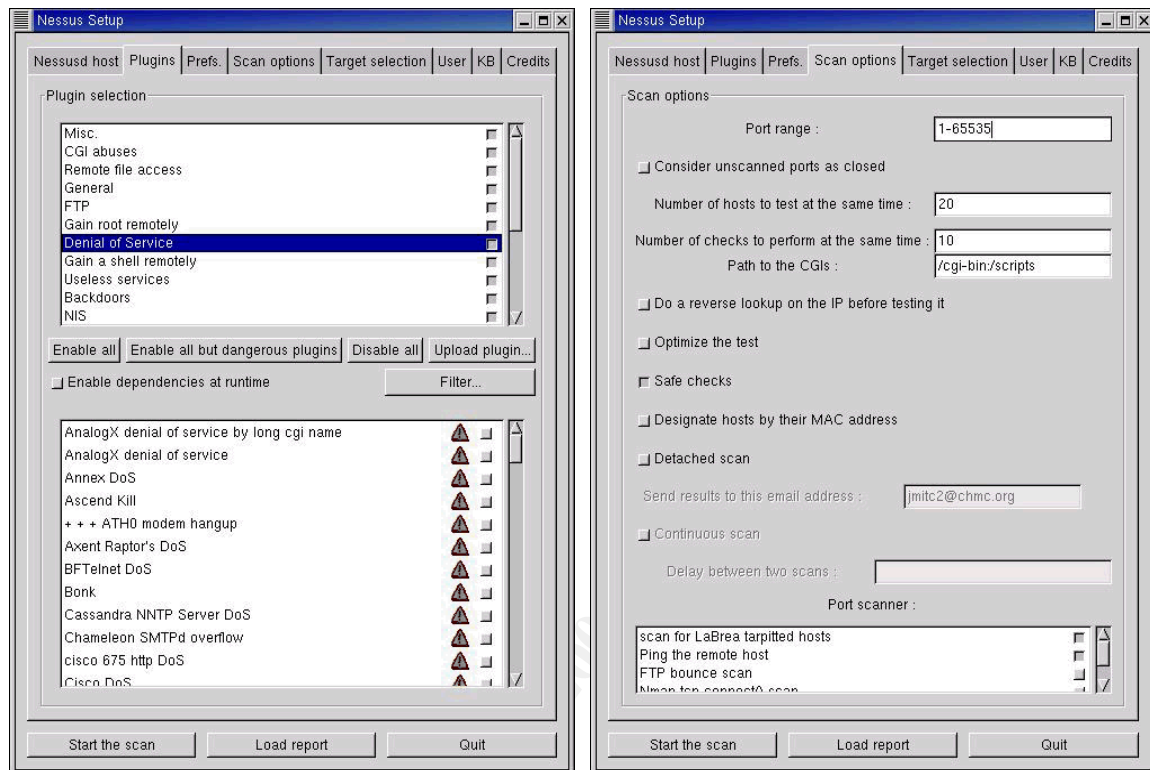 Nessus Setup
Nessusd host Plugins Prefs. Scan options Target selection User KB Credits
Plugin selection
Misc.
CGI abuses
Remote file access
General
FTP
Gain root remotely
Denial of Service
Gain a shell remotely
Useless services
Backdoors
NIS
Enable all Enable all but dangerous plugins Disable all Upload plugin...
Enable dependencies at runtime Filter...
AnalogX denial of service by long cgi name
AnalogX denial of service
Annex DoS
Ascend Kill
+ + + ATH0 modem hangup
Axent Raptor's DoS
BFTelnet DoS
Bonk
Cassandra NNTP Server DoS
Chameleon SMTPd overflow
cisco 675 http DoS
Cisco DoS
Start the scan Load report Quit
Nessus Setup
Nessusd host Plugins Prefs. Scan options Target selection User KB Credits
Scan options
Port range : 1-65535
Consider unscanned ports as closed
Number of hosts to test at the same time : 20
Number of checks to perform at the same time : 10
Path to the CGIs : /cgi-bin:/scripts
Do a reverse lookup on the IP before testing it
Optimize the test
Safe checks
Designate hosts by their MAC address
Detached scan
Send results to this email address : jmitc2@chmc.org
Continuous scan
Delay between two scans :
Port scanner :
scan for LaBrea tarpitted hosts
Ping the remote host
FTP bounce scan
Nmap tcp connect() scan
Start the scan Load report Quit